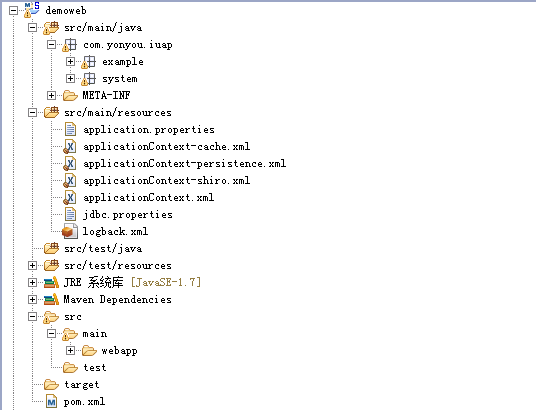 demoweb
src/main/java
com.yonyou.iuap
example
system
META-INF
src/main/resources
application.properties
applicationContext-cache.xml
applicationContext-persistence.xml
applicationContext-shiro.xml
applicationContext.xml
jdbc.properties
logback.xml
src/test/java
src/test/resources
JRE 系统库 [JavaSE-1.7]
Maven Dependencies
src
main
webapp
test
target
pom.xml